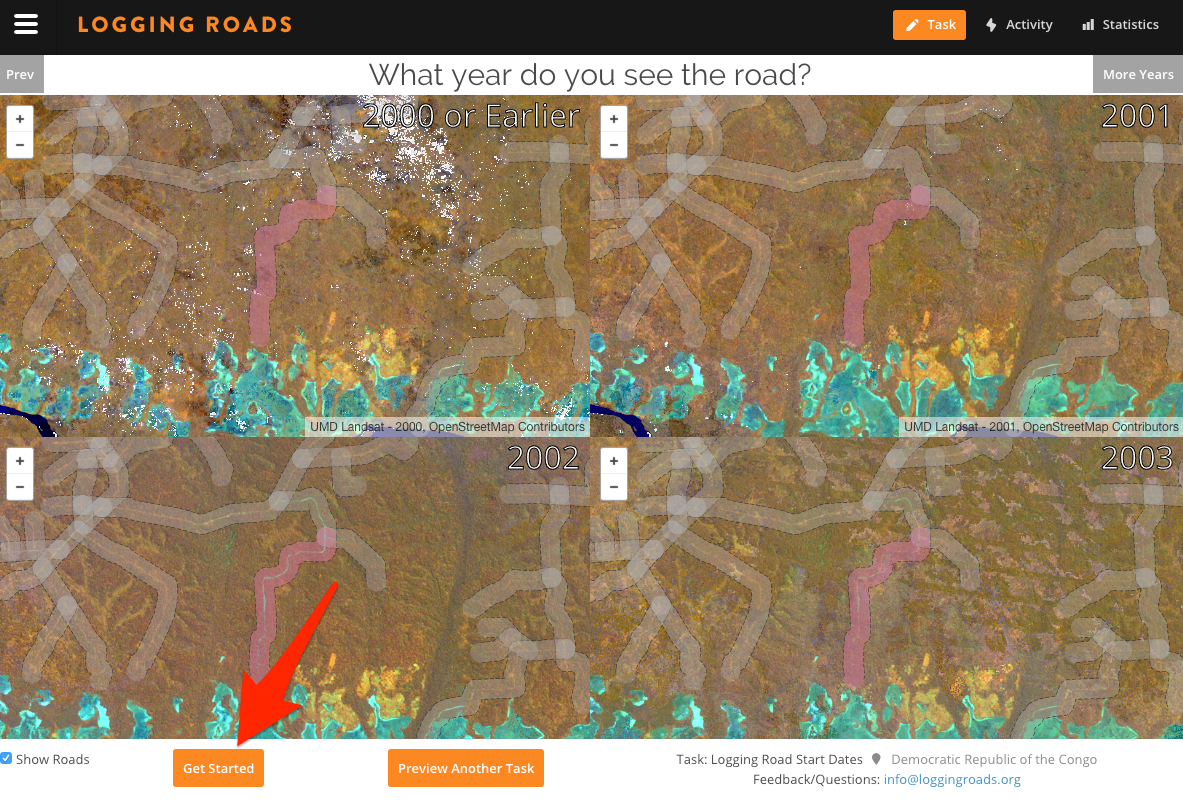 LOGGING ROADS
Task
Activity
Statistics
Prev
What year do you see the road?
More Years
+
−
2000 or Earlier
+
−
2001
UMD Landsat - 2000, OpenStreetMap Contributors
UMD Landsat - 2001, OpenStreetMap Contributors
+
−
2002
+
−
2003
Show Roads
Get Started
Preview Another Task
Task: Logging Road Start Dates
Democratic Republic of the Congo
Feedback/Questions: info@loggingroads.org